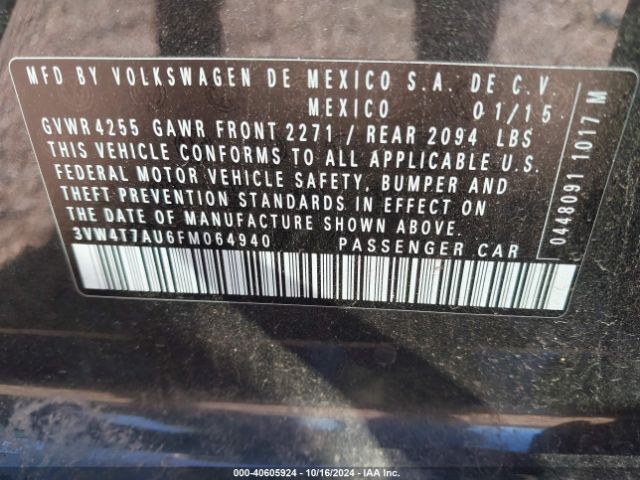 MFD BY VOLKSWAGEN DE MEXICO S.A. DE C.V.
MEXICO 01/15
GVWR 4255 GAWR FRONT 2271 / REAR 2094 LBS
THIS VEHICLE CONFORMS TO ALL APPLICABLE U.S.
FEDERAL MOTOR VEHICLE SAFETY, BUMPER AND
THEFT PREVENTION STANDARDS IN EFFECT ON
THE DATE OF MANUFACTURE SHOWN ABOVE.
3VW4T7AU6FM064940 PASSENGER CAR
0448091 1017 M
000-40605924 - 10/16/2024 - IAA Inc.